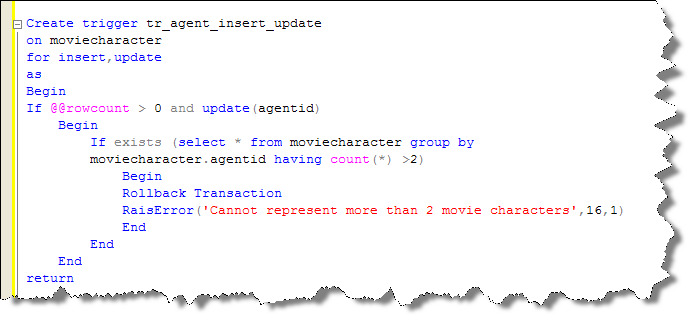 Create trigger tr_agent_insert_update
on moviecharacter
for insert,update
as
Begin
If @@rowcount > 0 and update(agentid)
Begin
If exists (select * from moviecharacter group by
moviecharacter.agentid having count(*) >2)
Begin
Rollback Transaction
RaisError('Cannot represent more than 2 movie characters',16,1)
End
End
End
return